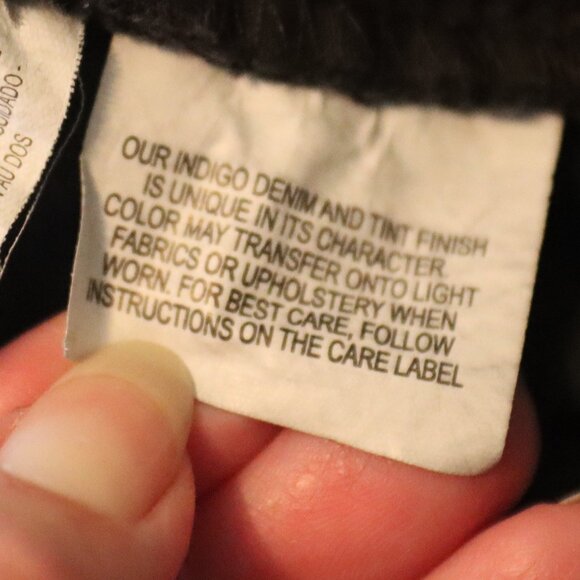 CUIDADO -
OUR INDIGO DENIM AND TINT FINISH
IS UNIQUE IN ITS CHARACTER
COLOR MAY TRANSFER ONTO LIGHT
FABRICS OR UPHOLSTERY WHEN
WORN. FOR BEST CARE, FOLLOW
INSTRUCTIONS ON THE CARE LABEL